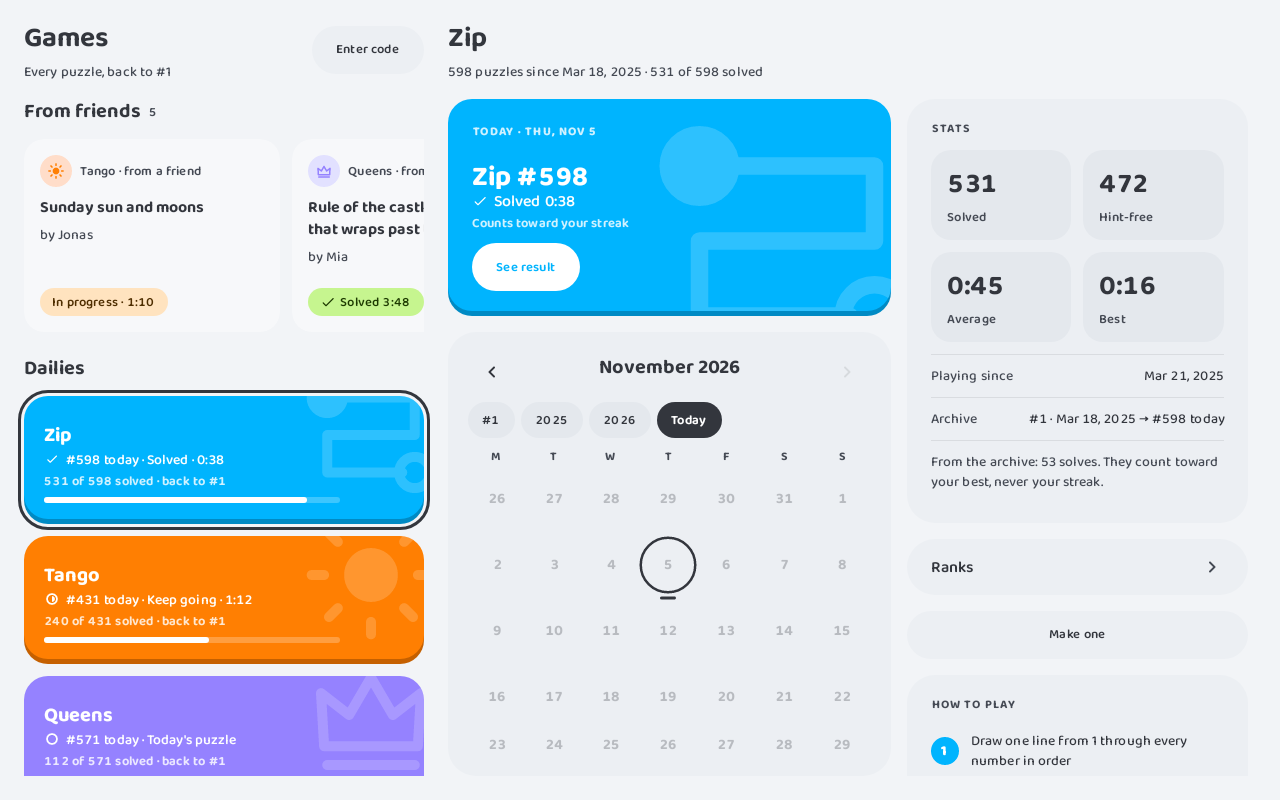 Games
Enter code
Every puzzle, back to #1
From friends 5
Tango · from a friend
Sunday sun and moons
by Jonas
In progress · 1:10
Queens · from
Rule of the castl
that wraps past
by Mia
Solved 3:48
Dailies
Zip
#598 today · Solved · 0:38
531 of 598 solved · back to #1
Tango
#431 today · Keep going · 1:12
240 of 431 solved · back to #1
Queens
#571 today · Today's puzzle
112 of 571 solved · back to #1
Zip
598 puzzles since Mar 18, 2025 · 531 of 598 solved
TODAY · THU, NOV 5
Zip #598
Solved 0:38
Counts toward your streak
See result
November 2026
#1 2025 2026 Today
M T W T F S S
26 27 28 29 30 31 1
2 3 4 5 6 7 8
9 10 11 12 13 14 15
16 17 18 19 20 21 22
23 24 25 26 27 28 29
STATS
531 472
Solved Hint-free
0:45 0:16
Average Best
Playing since Mar 21, 2025
Archive #1 · Mar 18, 2025 → #598 today
From the archive: 53 solves. They count toward
your best, never your streak.
Ranks
Make one
HOW TO PLAY
1 Draw one line from 1 through every
number in order